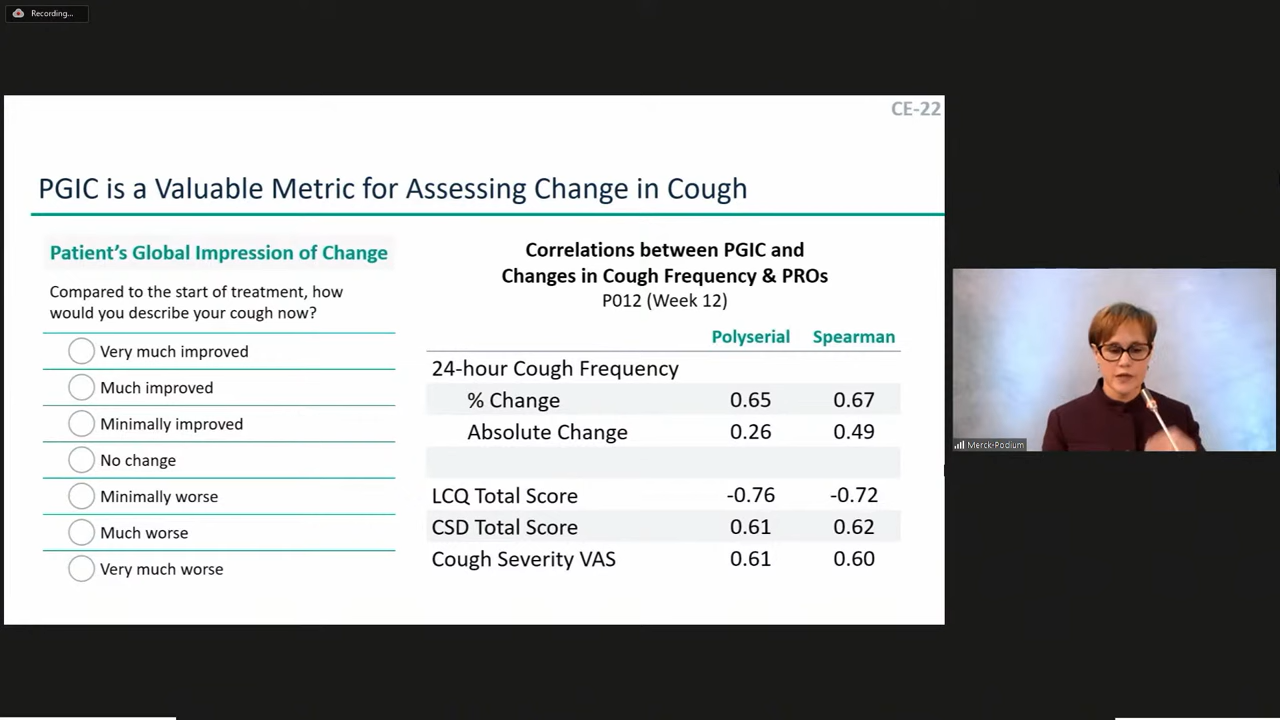 Recording...
CE-22
PGIC is a Valuable Metric for Assessing Change in Cough
Patient's Global Impression of Change
Compared to the start of treatment, how
would you describe your cough now?
Very much improved
Much improved
Minimally improved
No change
Minimally worse
Much worse
Very much worse
Correlations between PGIC and
Changes in Cough Frequency & PROs
P012 (Week 12)
Polyserial Spearman
24-hour Cough Frequency
% Change 0.65 0.67
Absolute Change 0.26 0.49
LCQ Total Score -0.76 -0.72
CSD Total Score 0.61 0.62
Cough Severity VAS 0.61 0.60
Merck-Podium